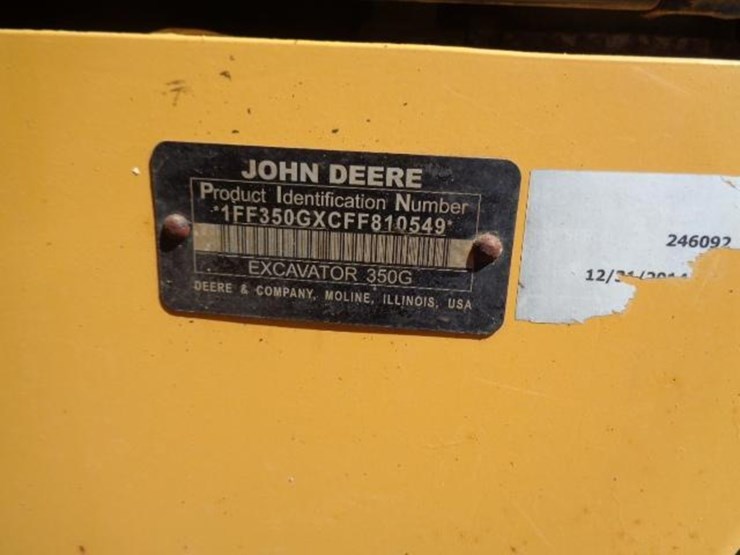 JOHN DEERE
Product Identification Number
*1FF350GXCFF810549*
EXCAVATOR 350G
DEERE & COMPANY, MOLINE, ILLINOIS, USA
246092